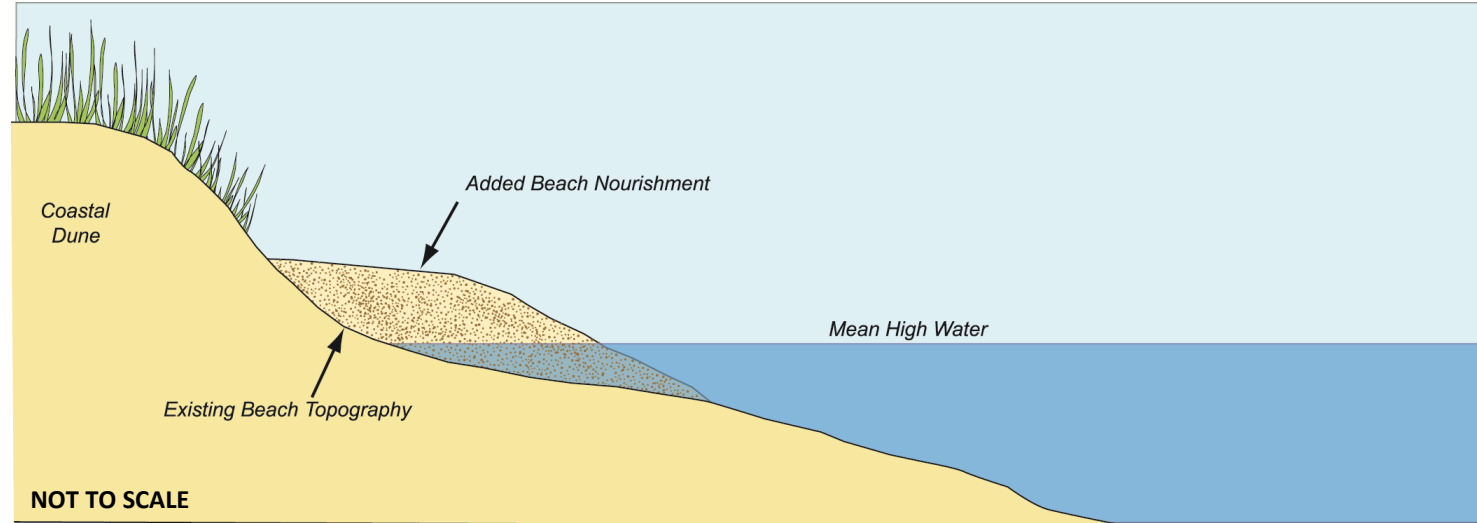 Added Beach Nourishment
Coastal
Dune
Mean High Water
Existing Beach Topography
NOT TO SCALE